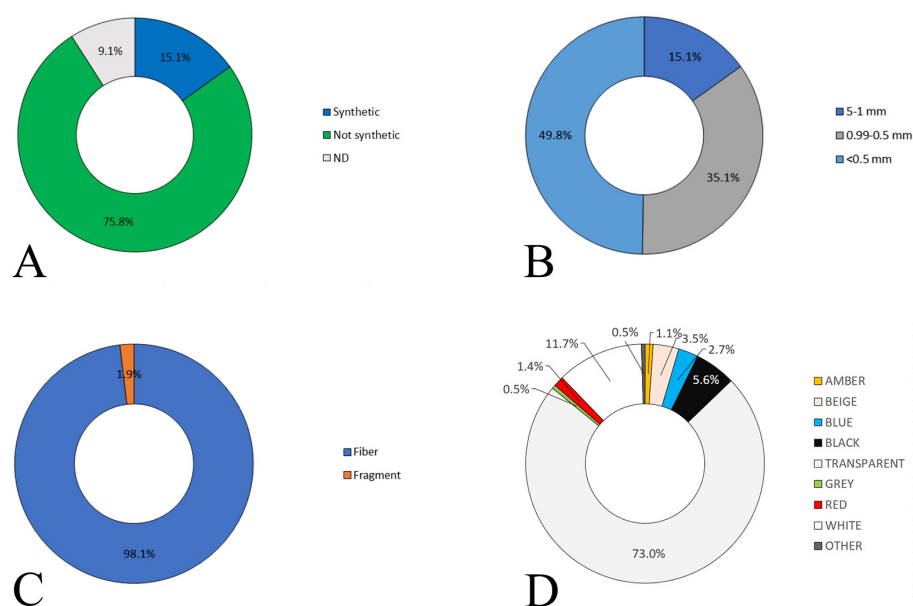 9.1%
15.1%
75.8%
Synthetic
Not synthetic
ND
A
15.1%
49.8%
35.1%
5-1 mm
0.99-0.5 mm
<0.5 mm
B
1.9%
98.1%
Fiber
Fragment
C
0.5%
1.1%
3.5%
11.7%
2.7%
1.4%
5.6%
0.5%
73.0%
AMBER
BEIGE
BLUE
BLACK
TRANSPARENT
GREY
RED
WHITE
OTHER
D